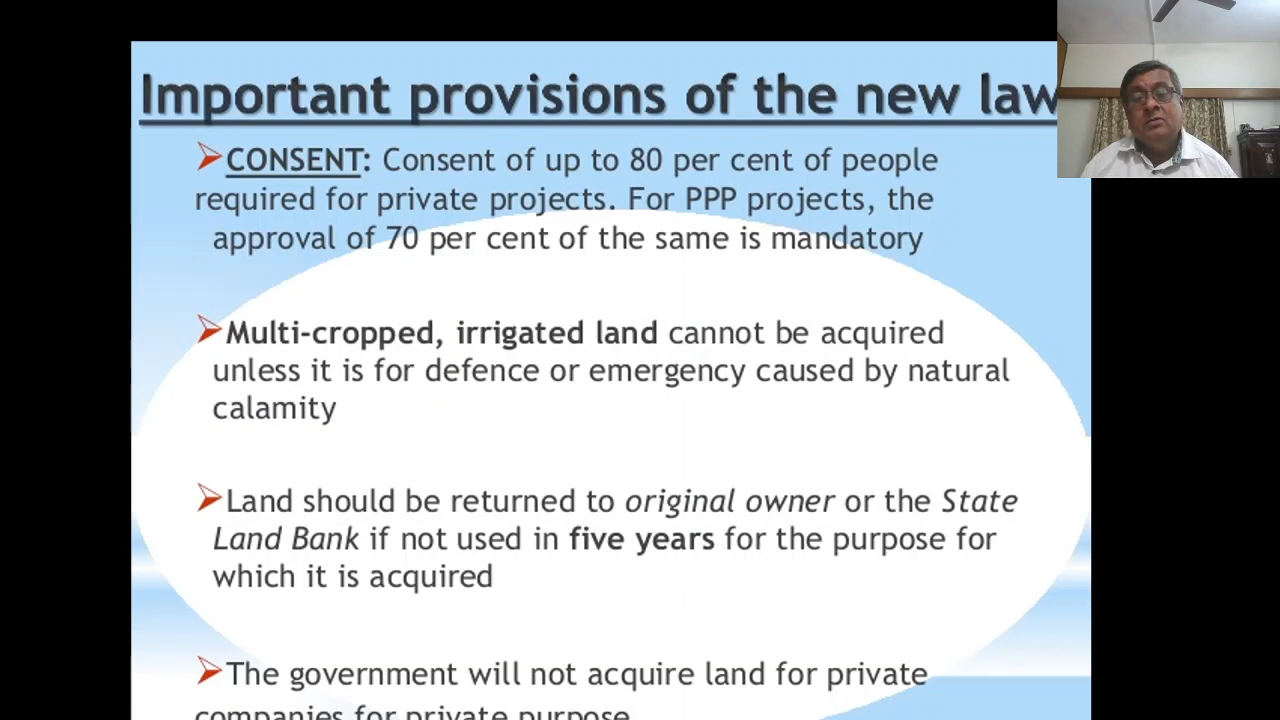 Important provisions of the new law
CONSENT: Consent of up to 80 per cent of people
required for private projects. For PPP projects, the
approval of 70 per cent of the same is mandatory
Multi-cropped, irrigated land cannot be acquired
unless it is for defence or emergency caused by natural
calamity
Land should be returned to original owner or the State
Land Bank if not used in five years for the purpose for
which it is acquired
The government will not acquire land for private
companies for private purpose